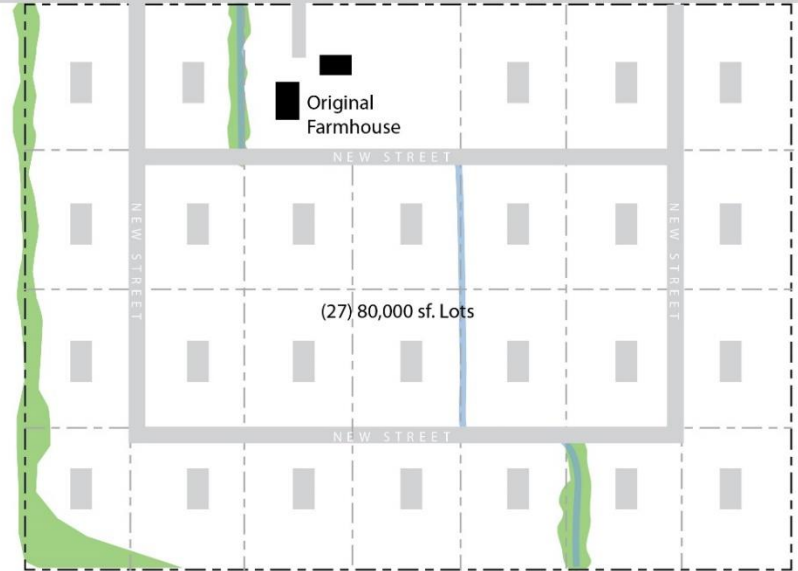 Original
Farmhouse
NEW STREET
NEW STREET
NEW STREET
(27) 80,000 sf. Lots
NEW STREET